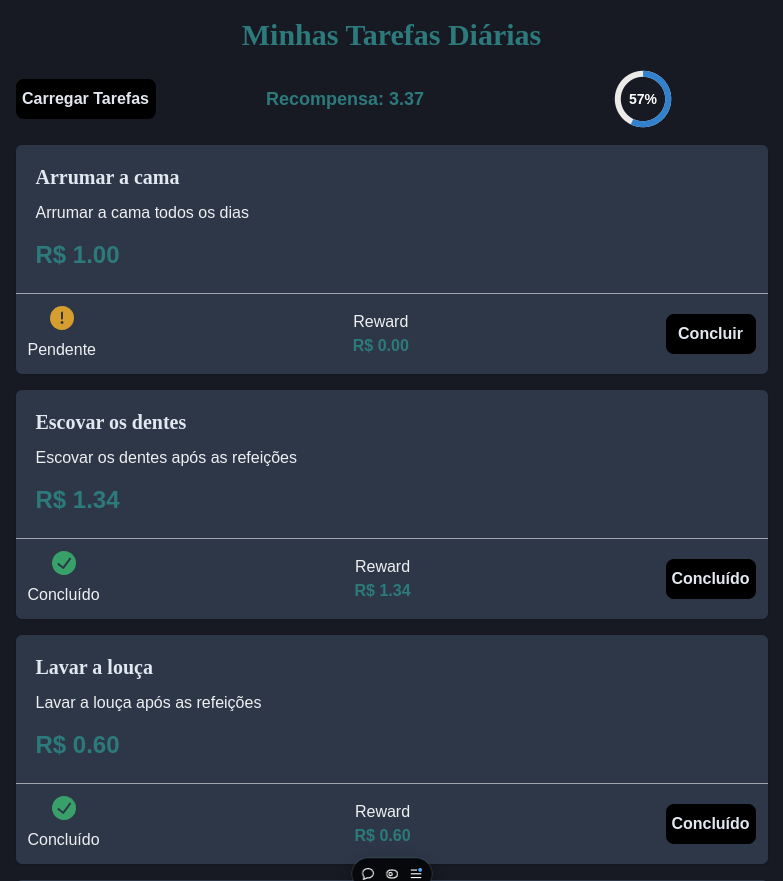 Minhas Tarefas Diárias
Carregar Tarefas
Recompensa: 3.37
57%
Arrumar a cama
Arrumar a cama todos os dias
R$ 1.00
Pendente
Reward
R$ 0.00
Concluir
Escovar os dentes
Escovar os dentes após as refeições
R$ 1.34
Concluído
Reward
R$ 1.34
Concluído
Lavar a louça
Lavar a louça após as refeições
R$ 0.60
Concluído
Reward
R$ 0.60
Concluído